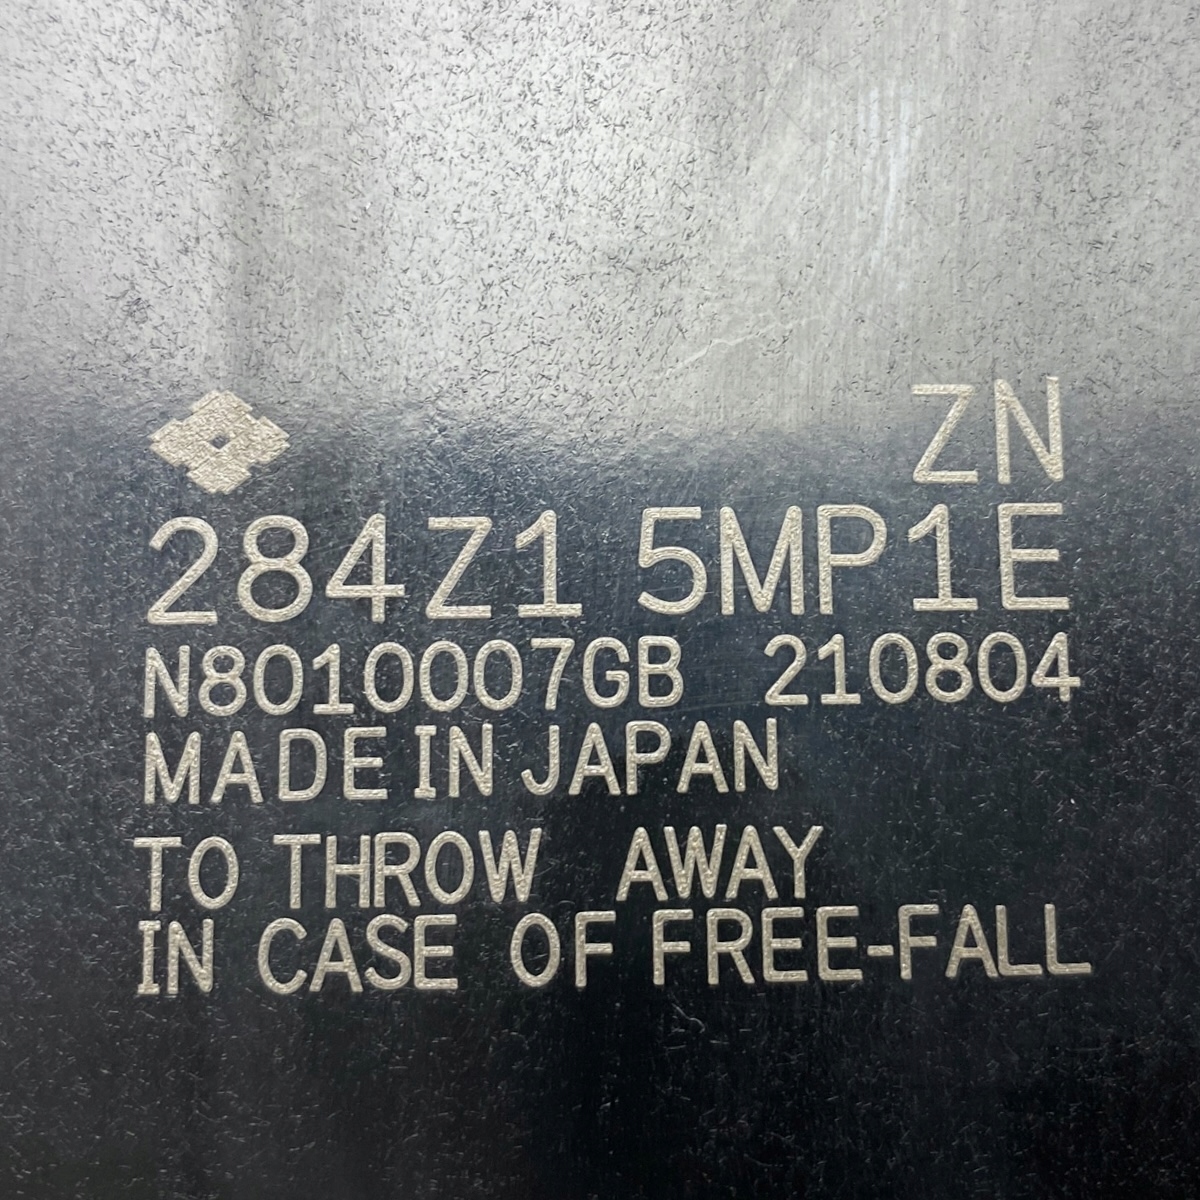 ZN
284Z1 5MP1E
N8010007GB 210804
MADE IN JAPAN
TO THROW AWAY
IN CASE OF FREE-FALL